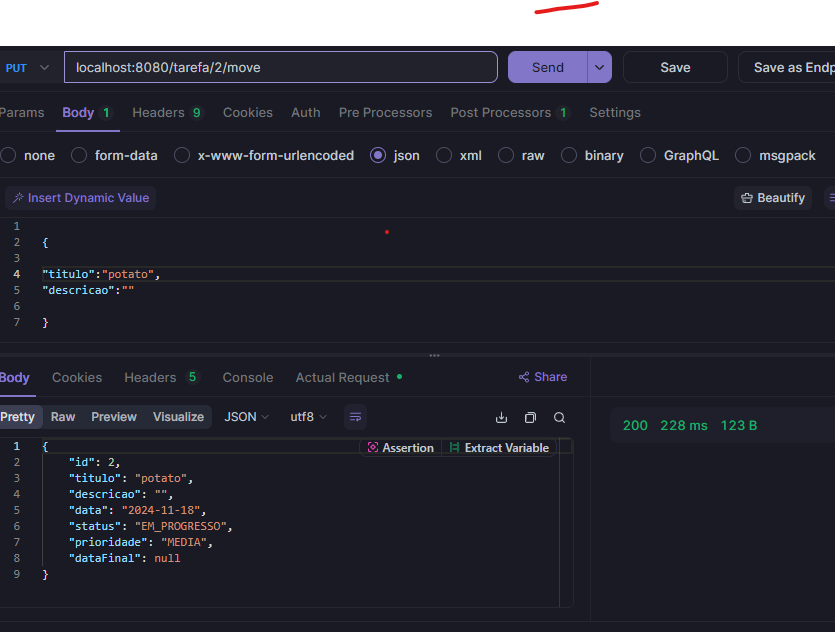 PUT localhost:8080/tarefa/2/move Send Save Save as Endp
Params Body 1 Headers 9 Cookies Auth Pre Processors Post Processors 1 Settings
none form-data x-www-form-urlencoded json xml raw binary GraphQL msgpack
Insert Dynamic Value Beautify
1
2 {
3
4 "titulo":"potato",
5 "descricao":""
6
7 }
Body Cookies Headers 5 Console Actual Request Share
Pretty Raw Preview Visualize JSON utf8
200 228 ms 123 B
1 { Assertion Extract Variable
2 "id": 2,
3 "titulo": "potato",
4 "descricao": "",
5 "data": "2024-11-18",
6 "status": "EM_PROGRESSO",
7 "prioridade": "MEDIA",
8 "dataFinal": null
9 }